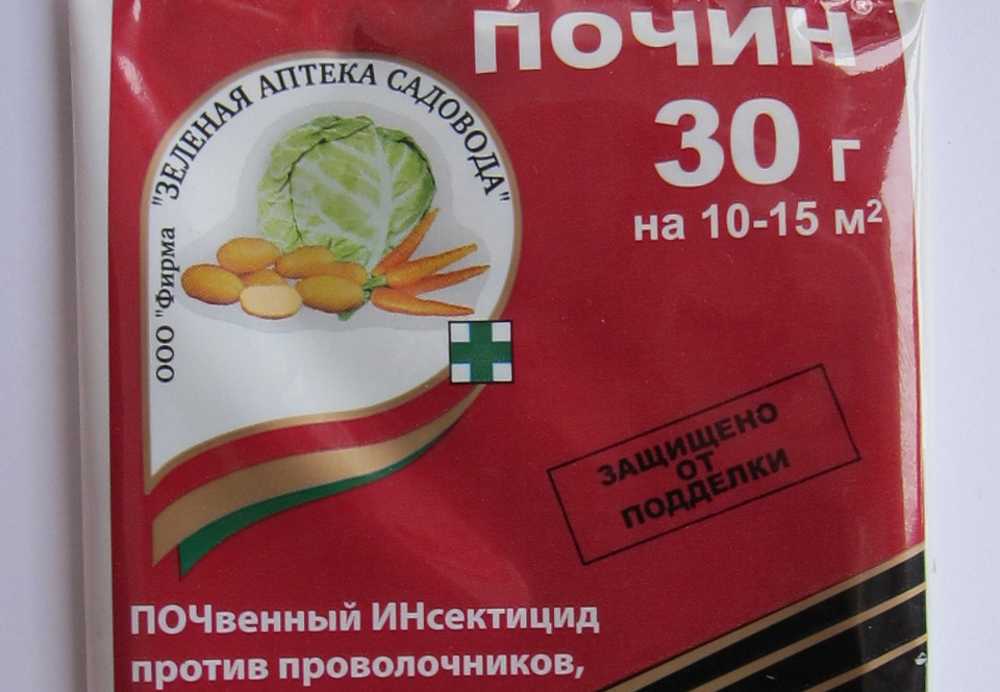 ПОЧИН®
30 г
на 10-15 м²
ООО "Фирма "ЗЕЛЕНАЯ АПТЕКА САДОВОДА"
ЗАЩИЩЕНО
ОТ
ПОДДЕЛКИ
ПОЧвенный ИНсектицид
против проволочников,